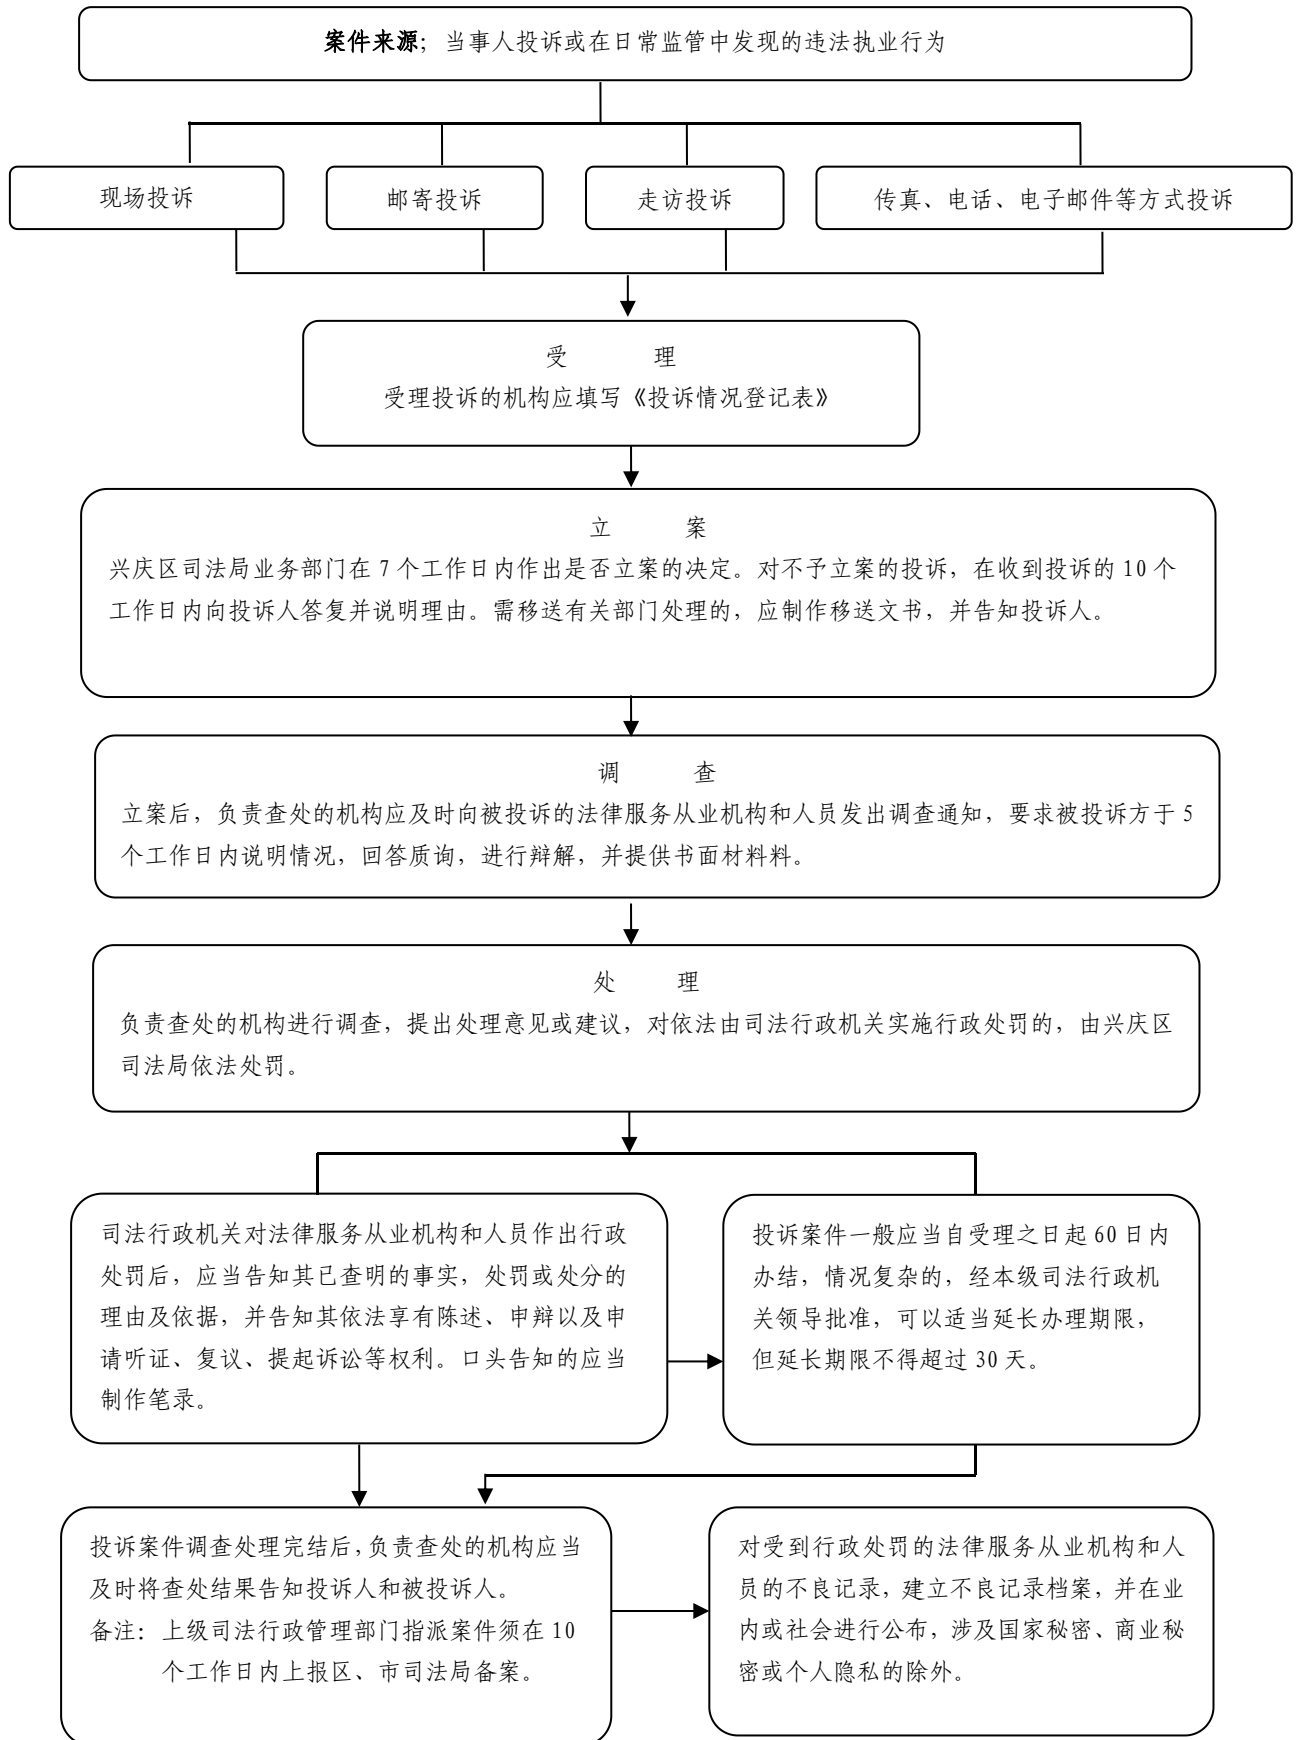 案件来源；当事人投诉或在日常监管中发现的违法执业行为
现场投诉
邮寄投诉
走访投诉
传真、电话、电子邮件等方式投诉
受 理
受理投诉的机构应填写《投诉情况登记表》
立 案
兴庆区司法局业务部门在 7 个工作日内作出是否立案的决定。对不予立案的投诉，在收到投诉的 10 个
工作日内向投诉人答复并说明理由。需移送有关部门处理的，应制作移送文书，并告知投诉人。
调 查
立案后，负责查处的机构应及时向被投诉的法律服务从业机构和人员发出调查通知，要求被投诉方于 5
个工作日内说明情况，回答质询，进行辩解，并提供书面材料料。
处 理
负责查处的机构进行调查，提出处理意见或建议，对依法由司法行政机关实施行政处罚的，由兴庆区
司法局依法处罚。
司法行政机关对法律服务从业机构和人员作出行政
处罚后，应当告知其已查明的事实，处罚或处分的
理由及依据，并告知其依法享有陈述、申辩以及申
请听证、复议、提起诉讼等权利。口头告知的应当
制作笔录。
投诉案件一般应当自受理之日起 60 日内
办结，情况复杂的，经本级司法行政机
关领导批准，可以适当延长办理期限，
但延长期限不得超过 30 天。
投诉案件调查处理完结后，负责查处的机构应当
及时将查处结果告知投诉人和被投诉人。
备注：上级司法行政管理部门指派案件须在 10
个工作日内上报区、市司法局备案。
对受到行政处罚的法律服务从业机构和人
员的不良记录，建立不良记录档案，并在业
内或社会进行公布，涉及国家秘密、商业秘
密或个人隐私的除外。